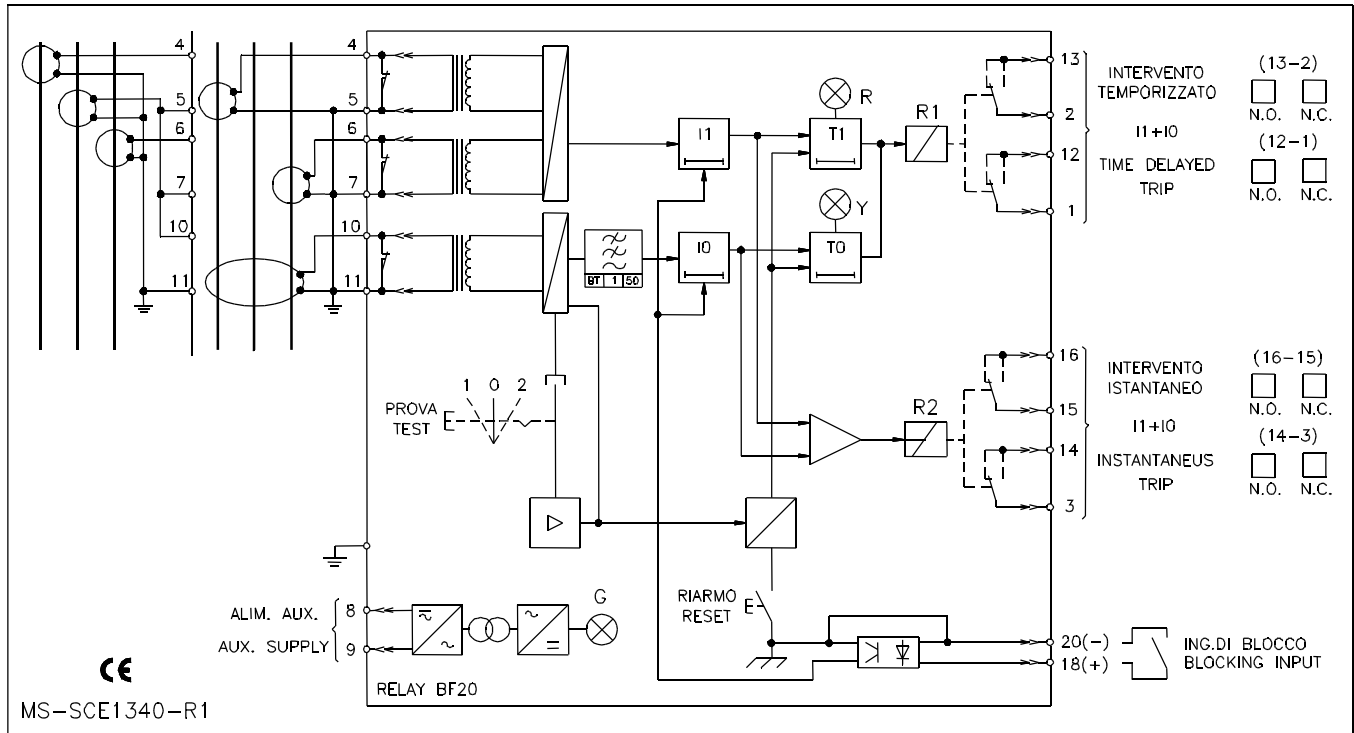 4
5
6
7
10
11
4
5
6
7
10
11
I1
T1
R
R1
I0
T0
Y
BT 1 50
13
2
12
1
INTERVENTO
TEMPORIZZATO
I1+I0
TIME DELAYED
TRIP
(13-2)
N.O. N.C.
(12-1)
N.O. N.C.
1 0 2
PROVA
TEST
R2
16
15
14
3
INTERVENTO
ISTANTANEO
I1+I0
INSTANTANEUS
TRIP
(16-15)
N.O. N.C.
(14-3)
N.O. N.C.
ALIM. AUX.
AUX. SUPPLY
8
9
G
RIARMO
RESET
20(-)
18(+)
ING.DI BLOCCO
BLOCKING INPUT
RELAY BF20
CE
MS-SCE1340-R1